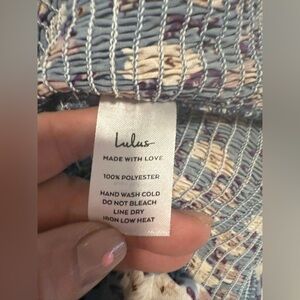 Lulus
MADE WITH LOVE
100% POLYESTER
HAND WASH COLD
DO NOT BLEACH
LINE DRY
IRON LOW HEAT